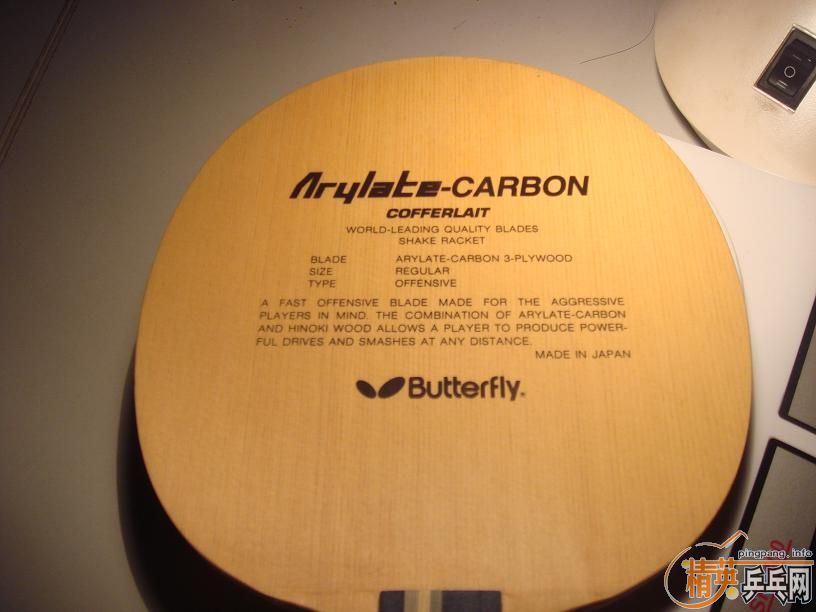 Arylate-CARBON
COFFERLAIT
WORLD-LEADING QUALITY BLADES
SHAKE RACKET
BLADE ARYLATE-CARBON 3-PLYWOOD
SIZE REGULAR
TYPE OFFENSIVE
A FAST OFFENSIVE BLADE MADE FOR THE AGGRESSIVE
PLAYERS IN MIND. THE COMBINATION OF ARYLATE-CARBON
AND HINOKI WOOD ALLOWS A PLAYER TO PRODUCE POWER-
FUL DRIVES AND SMASHES AT ANY DISTANCE.
MADE IN JAPAN
Butterfly
pingpang.info
精英乒乓网